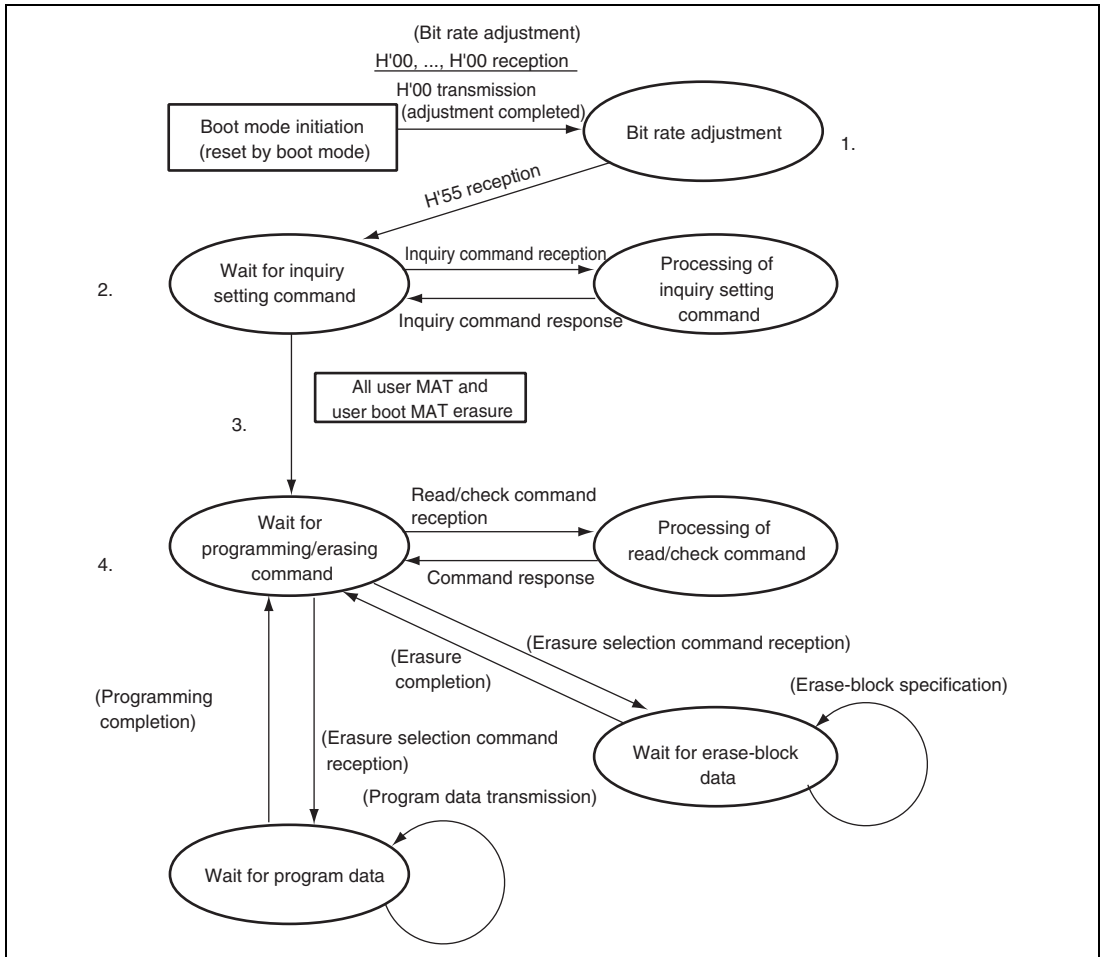 (Bit rate adjustment)
H'00, ..., H'00 reception
H'00 transmission
(adjustment completed)
Boot mode initiation
(reset by boot mode)
Bit rate adjustment
1.
H'55 reception
2.
Wait for inquiry
setting command
Inquiry command reception
Inquiry command response
Processing of
inquiry setting
command
All user MAT and
user boot MAT erasure
3.
4.
Wait for
programming/erasing
command
Read/check command
reception
Command response
Processing of
read/check command
(Erasure selection command reception)
(Erasure
completion)
(Erase-block specification)
(Programming
completion)
(Erasure selection command
reception)
Wait for erase-block
data
(Program data transmission)
Wait for program data